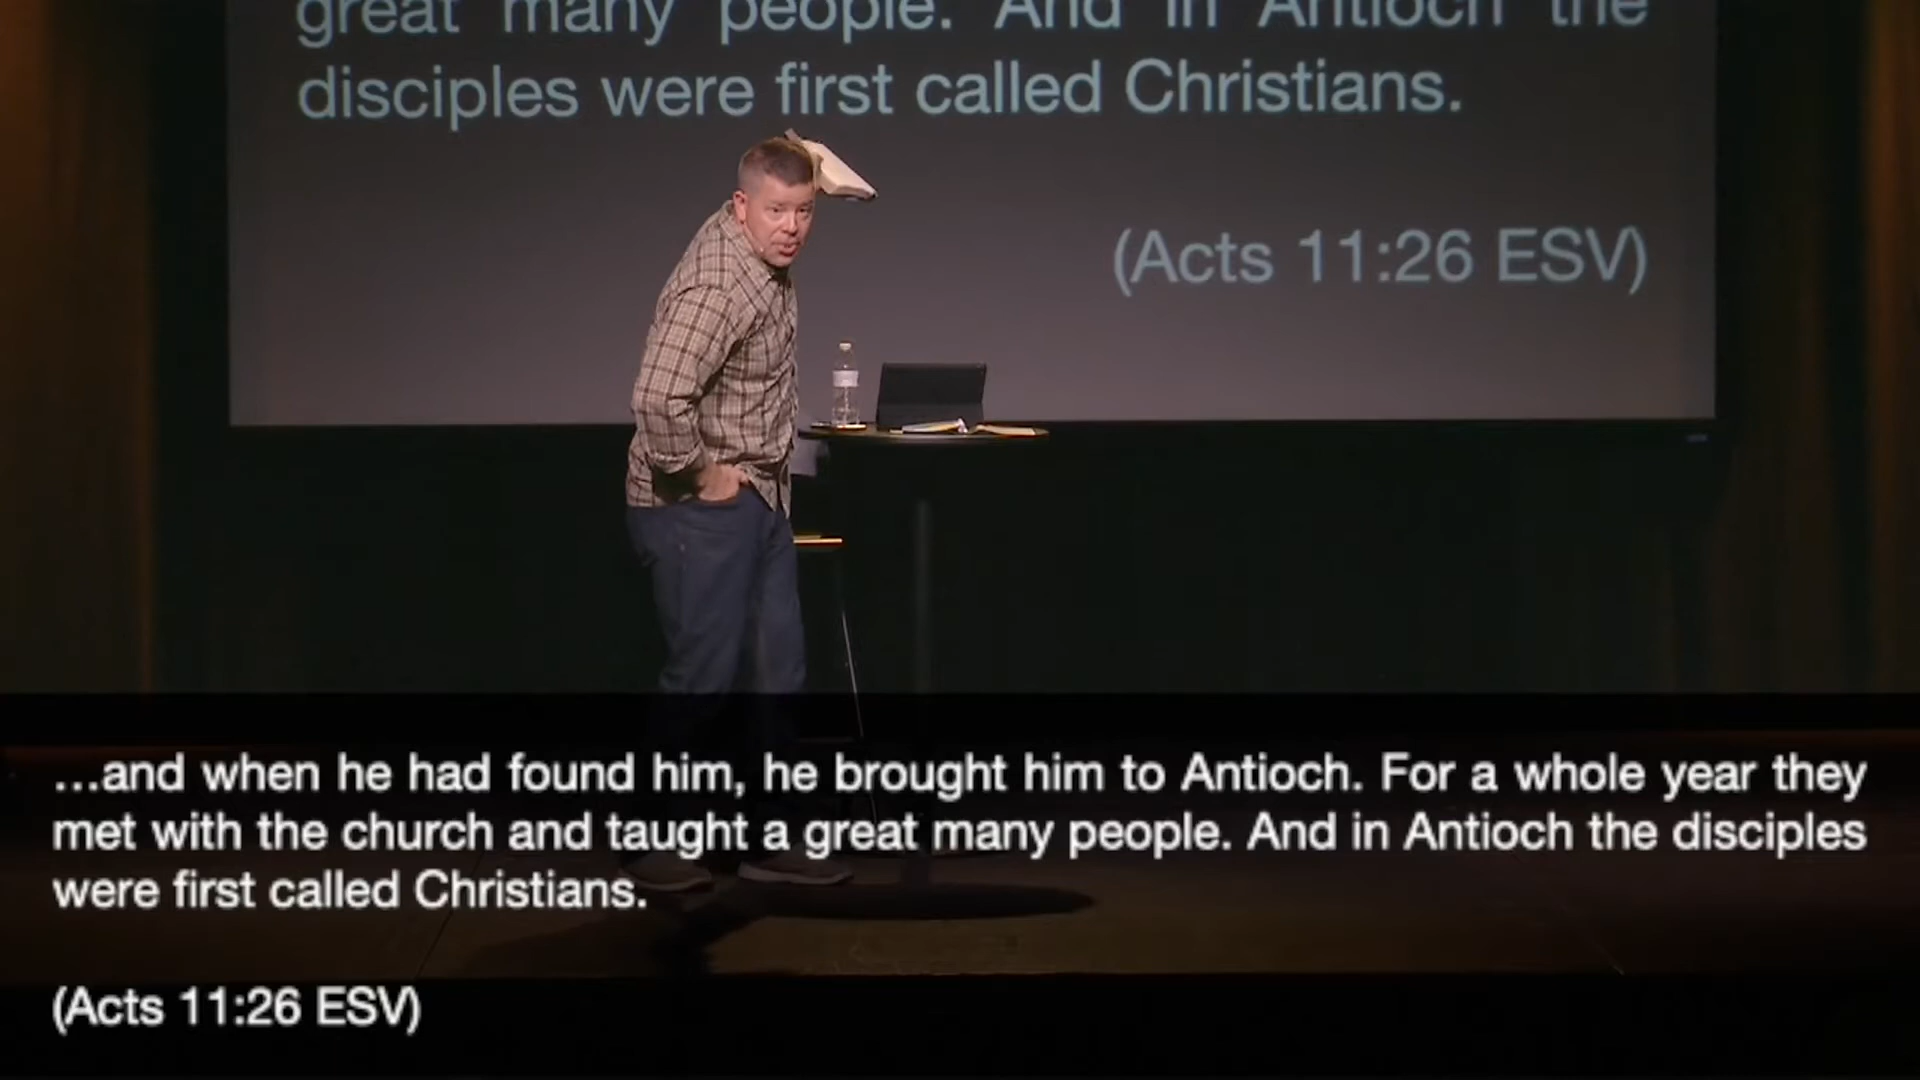 great many people. And in Antioch the
disciples were first called Christians.
(Acts 11:26 ESV)
…and when he had found him, he brought him to Antioch. For a whole year they
met with the church and taught a great many people. And in Antioch the disciples
were first called Christians.
(Acts 11:26 ESV)